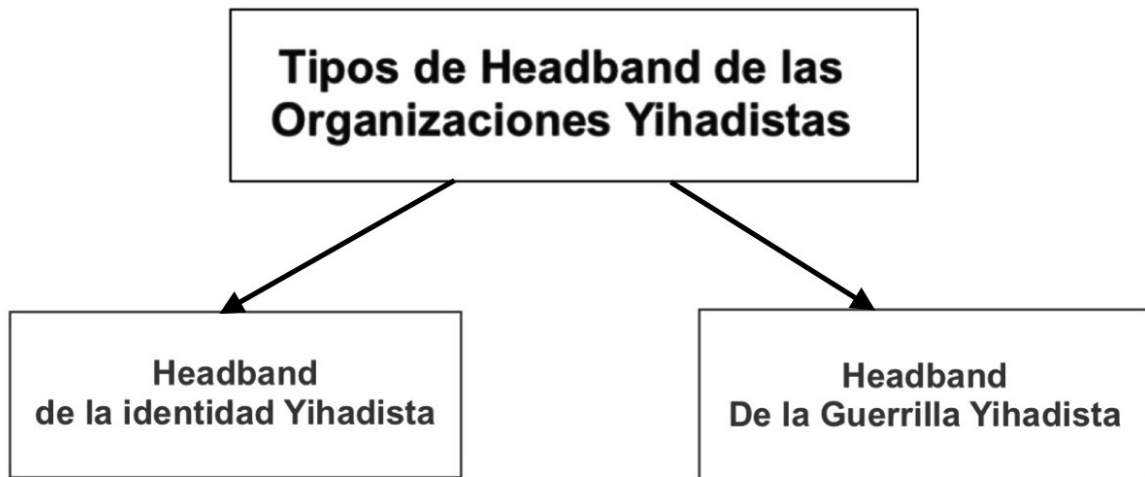 Tipos de Headband de las
Organizaciones Yihadistas
Headband
de la identidad Yihadista
Headband
De la Guerrilla Yihadista